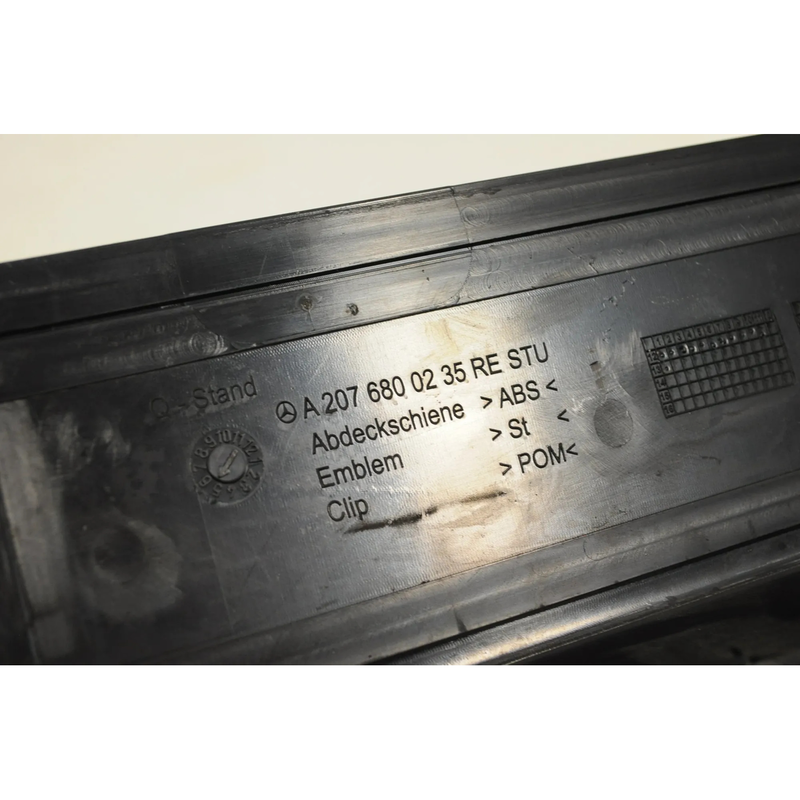 Q-Stand
A 207 680 02 35 RE STU
Abdeckschiene >ABS<
Emblem >St <
Clip >POM<